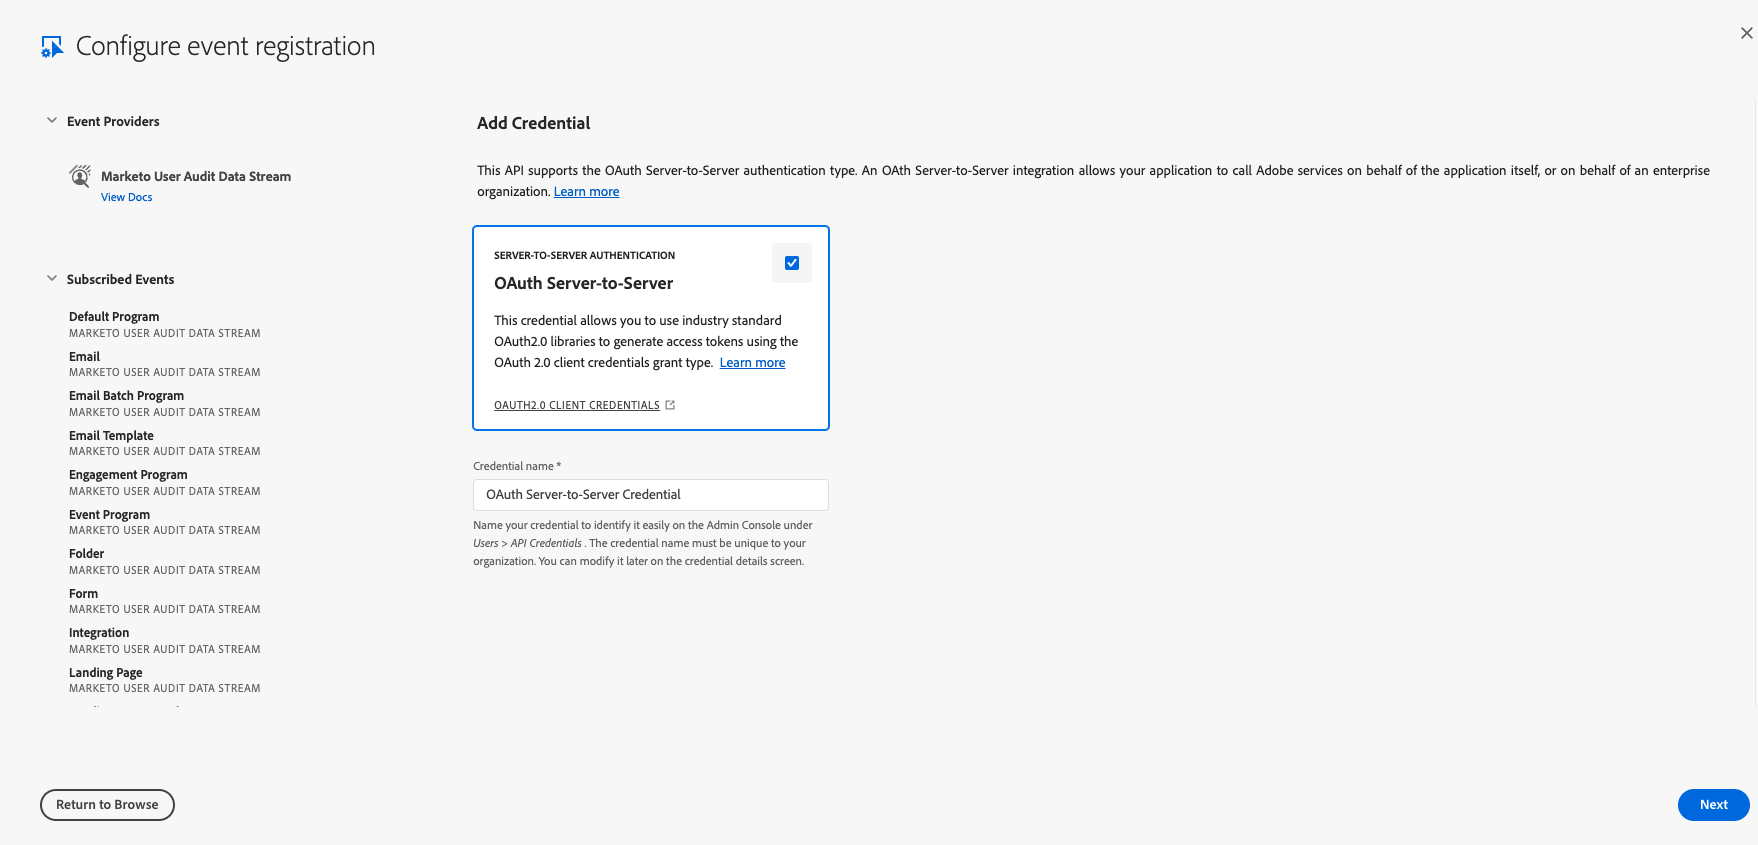 Configure event registration
Event Providers
Marketo User Audit Data Stream
View Docs
Subscribed Events
Default Program
MARKETO USER AUDIT DATA STREAM
Email
MARKETO USER AUDIT DATA STREAM
Email Batch Program
MARKETO USER AUDIT DATA STREAM
Email Template
MARKETO USER AUDIT DATA STREAM
Engagement Program
MARKETO USER AUDIT DATA STREAM
Event Program
MARKETO USER AUDIT DATA STREAM
Folder
MARKETO USER AUDIT DATA STREAM
Form
MARKETO USER AUDIT DATA STREAM
Integration
MARKETO USER AUDIT DATA STREAM
Landing Page
MARKETO USER AUDIT DATA STREAM
Add Credential
This API supports the OAuth Server-to-Server authentication type. An OAth Server-to-Server integration allows your application to call Adobe services on behalf of the application itself, or on behalf of an enterprise
organization. Learn more
SERVER-TO-SERVER AUTHENTICATION
OAuth Server-to-Server
This credential allows you to use industry standard
OAuth2.0 libraries to generate access tokens using the
OAuth 2.0 client credentials grant type. Learn more
OAUTH2.0 CLIENT CREDENTIALS
Credential name *
OAuth Server-to-Server Credential
Name your credential to identify it easily on the Admin Console under
Users > API Credentials . The credential name must be unique to your
organization. You can modify it later on the credential details screen.
Return to Browse
Next